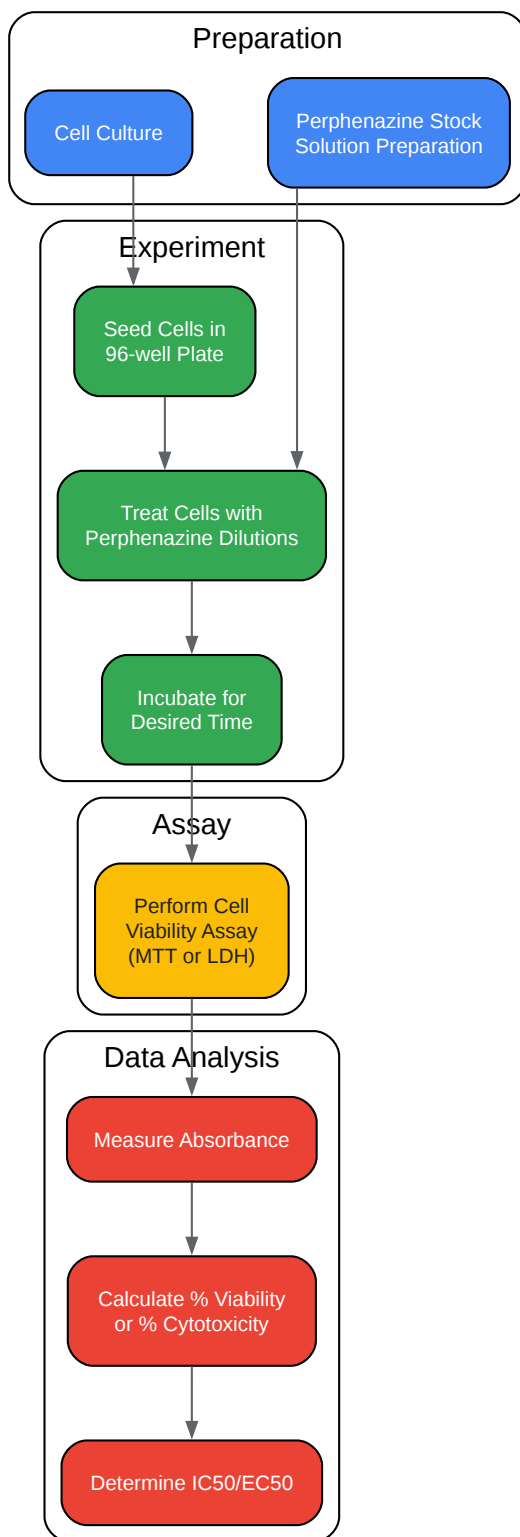 Preparation
Cell Culture
Perphenazine Stock
Solution Preparation
Experiment
Seed Cells in
96-well Plate
Treat Cells with
Perphenazine Dilutions
Incubate for
Desired Time
Assay
Perform Cell
Viability Assay
(MTT or LDH)
Data Analysis
Measure Absorbance
Calculate % Viability
or % Cytotoxicity
Determine IC50/EC50